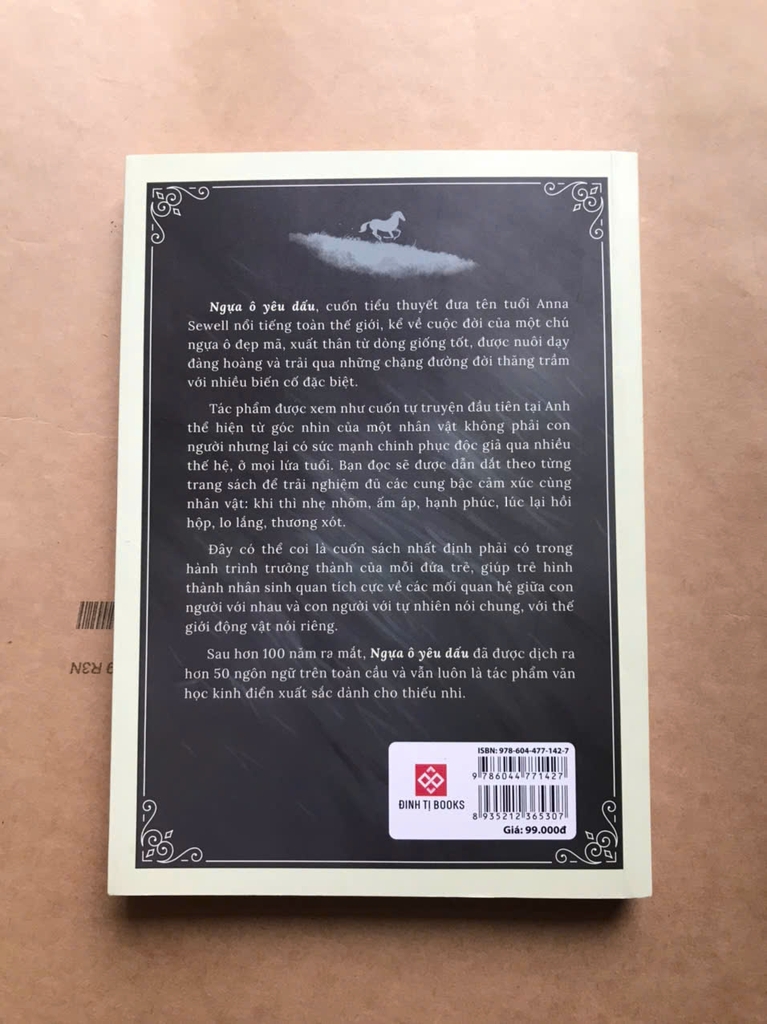 Ngựa ô yêu dấu, cuốn tiểu thuyết đưa tên tuổi Anna
Sewell nổi tiếng toàn thế giới, kể về cuộc đời của một chú
ngựa ô đẹp mã, xuất thân từ dòng giống tốt, được nuôi dạy
đàng hoàng và trải qua những chặng đường đời thăng trầm
với nhiều biến cố đặc biệt.
Tác phẩm được xem như cuốn tự truyện đầu tiên tại Anh
thể hiện từ góc nhìn của một nhân vật không phải con
người nhưng lại có sức mạnh chinh phục độc giả qua nhiều
thế hệ, ở mọi lứa tuổi. Bạn đọc sẽ được dẫn dắt theo từng
trang sách để trải nghiệm đủ các cung bậc cảm xúc cùng
nhân vật: khi thì nhẹ nhõm, ấm áp, hạnh phúc, lúc lại hồi
hộp, lo lắng, thương xót.
Đây có thể coi là cuốn sách nhất định phải có trong
hành trình trưởng thành của mỗi đứa trẻ, giúp trẻ hình
thành nhân sinh quan tích cực về các mối quan hệ giữa con
người với nhau và con người với tự nhiên nói chung, với thế
giới động vật nói riêng.
Sau hơn 100 năm ra mắt, Ngựa ô yêu dấu đã được dịch ra
hơn 50 ngôn ngữ trên toàn cầu và vẫn luôn là tác phẩm văn
học kinh điển xuất sắc dành cho thiếu nhi.
ISBN: 978-604-477-142-7
9 786044 771427
ĐINH TỊ BOOKS
8 935212 365307
Giá: 99.000đ